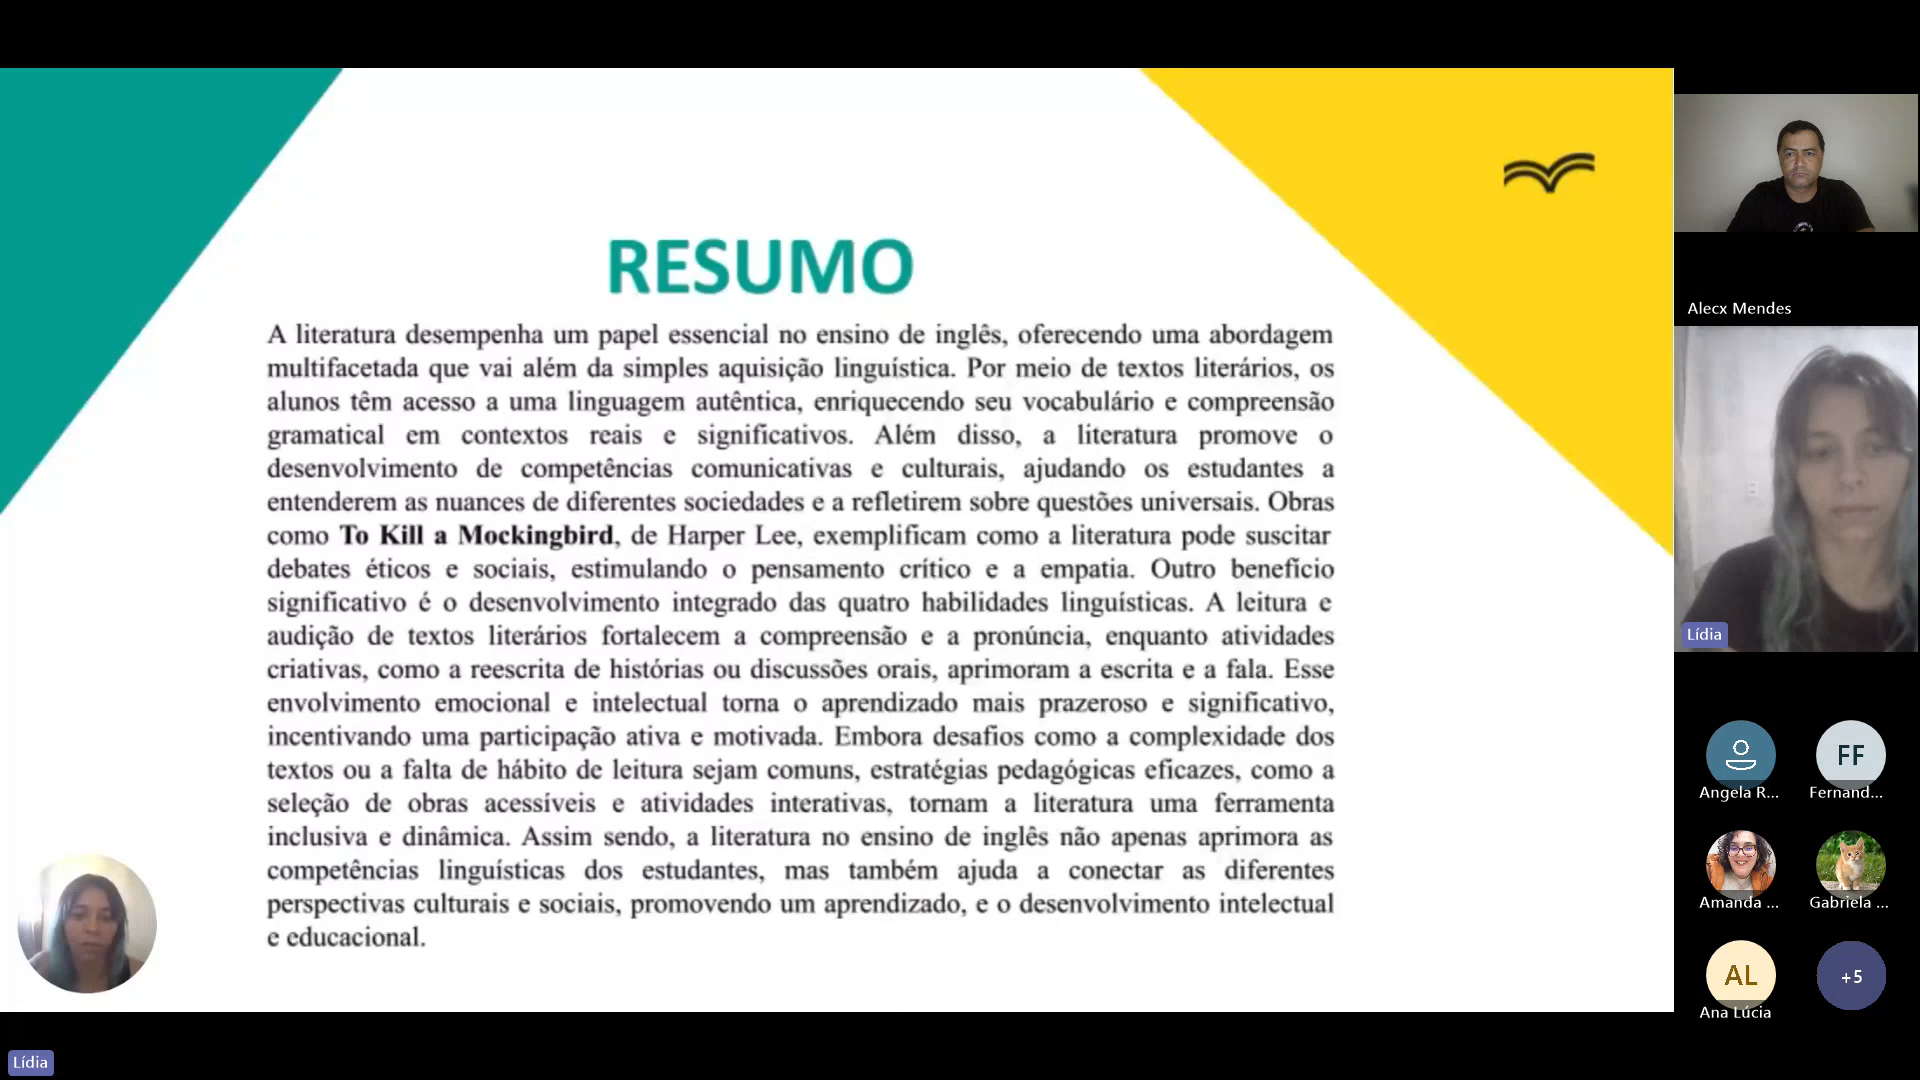 RESUMO
A literatura desempenha um papel essencial no ensino de inglês, oferecendo uma abordagem
multifacetada que vai além da simples aquisição linguística. Por meio de textos literários, os
alunos têm acesso a uma linguagem autêntica, enriquecendo seu vocabulário e compreensão
gramatical em contextos reais e significativos. Além disso, a literatura promove o
desenvolvimento de competências comunicativas e culturais, ajudando os estudantes a
entenderem as nuances de diferentes sociedades e a refletirem sobre questões universais. Obras
como To Kill a Mockingbird, de Harper Lee, exemplificam como a literatura pode suscitar
debates éticos e sociais, estimulando o pensamento crítico e a empatia. Outro benefício
significativo é o desenvolvimento integrado das quatro habilidades linguísticas. A leitura e
audição de textos literários fortalecem a compreensão e a pronúncia, enquanto atividades
criativas, como a reescrita de histórias ou discussões orais, aprimoram a escrita e a fala. Esse
envolvimento emocional e intelectual torna o aprendizado mais prazeroso e significativo,
incentivando uma participação ativa e motivada. Embora desafios como a complexidade dos
textos ou a falta de hábito de leitura sejam comuns, estratégias pedagógicas eficazes, como a
seleção de obras acessíveis e atividades interativas, tornam a literatura uma ferramenta
inclusiva e dinâmica. Assim sendo, a literatura no ensino de inglês não apenas aprimora as
competências linguísticas dos estudantes, mas também ajuda a conectar as diferentes
perspectivas culturais e sociais, promovendo um aprendizado, e o desenvolvimento intelectual
e educacional.
Alecx Mendes
Lídia
FF
Angela R...
Fernand...
Amanda ...
Gabriela ...
AL
+5
Ana Lúcia
Lídia